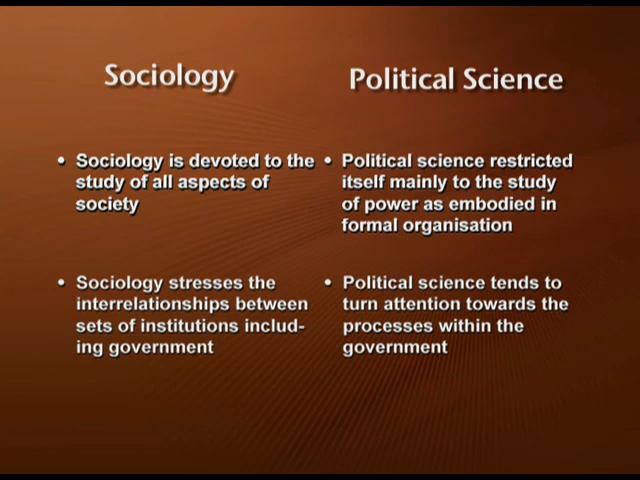 Sociology
• Sociology is devoted to the
study of all aspects of
society
• Sociology stresses the
interrelationships between
sets of institutions includ-
ing government
Political Science
• Political science restricted
itself mainly to the study
of power as embodied in
formal organisation
• Political science tends to
turn attention towards the
processes within the
government